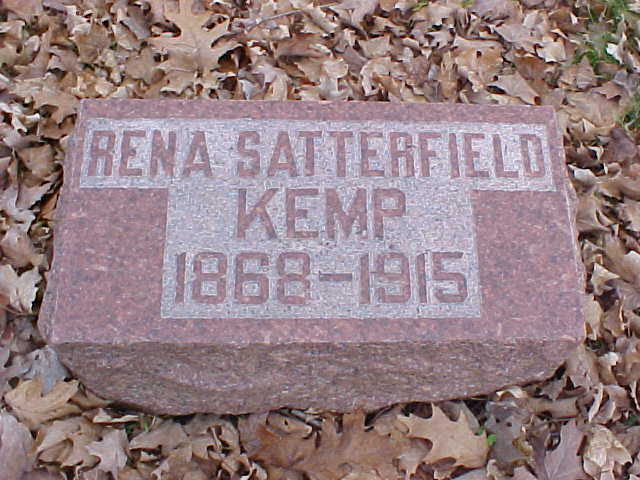 RENA SATTERFIELD
KEMP
1868-1915